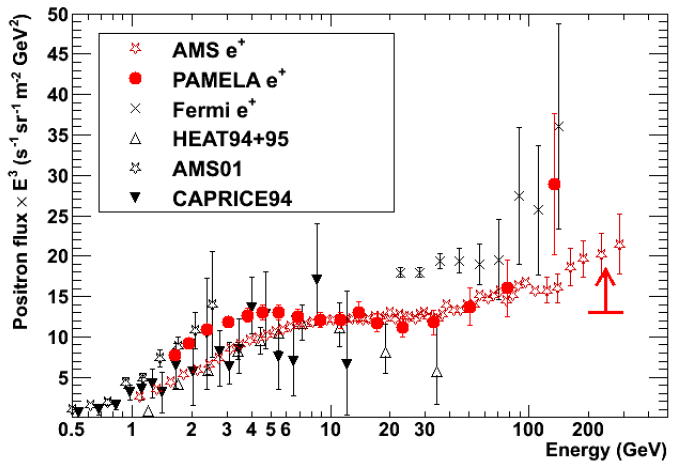 50
45
40
35
30
25
20
15
10
5
Positron flux × E³ (s⁻¹ sr⁻¹ m⁻² GeV²)
AMS e⁺
PAMELA e⁺
Fermi e⁺
HEAT94+95
AMS01
CAPRICE94
0.5 1 2 3 4 5 6 10 20 30 100 200
Energy (GeV)